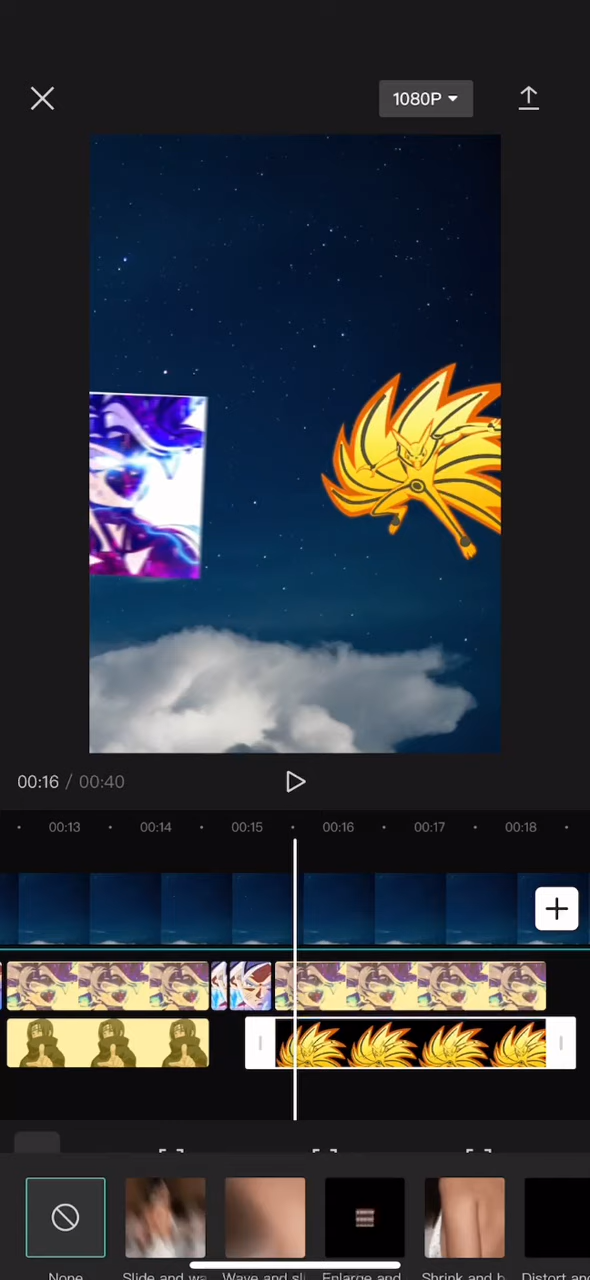 1080P
00:16 / 00:40
00:13 00:14 00:15 00:16 00:17 00:18
None Slide and wa Wave and sli Enlarge and Shrink and b Distort and